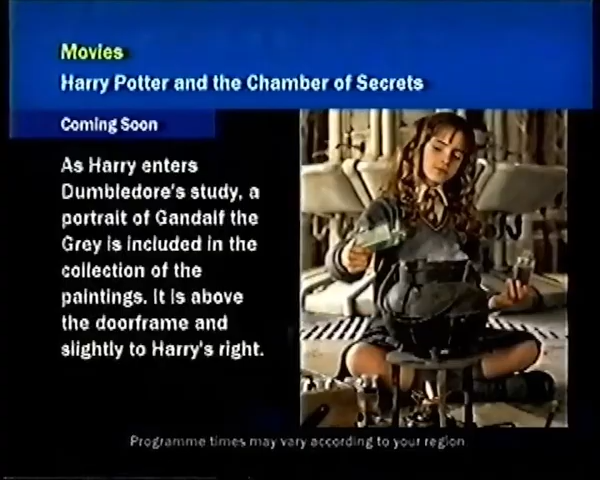 Movies
Harry Potter and the Chamber of Secrets
Coming Soon
As Harry enters
Dumbledore's study, a
portrait of Gandalf the
Grey is included in the
collection of the
paintings. It is above
the doorframe and
slightly to Harry's right.
Programme times may vary according to your region